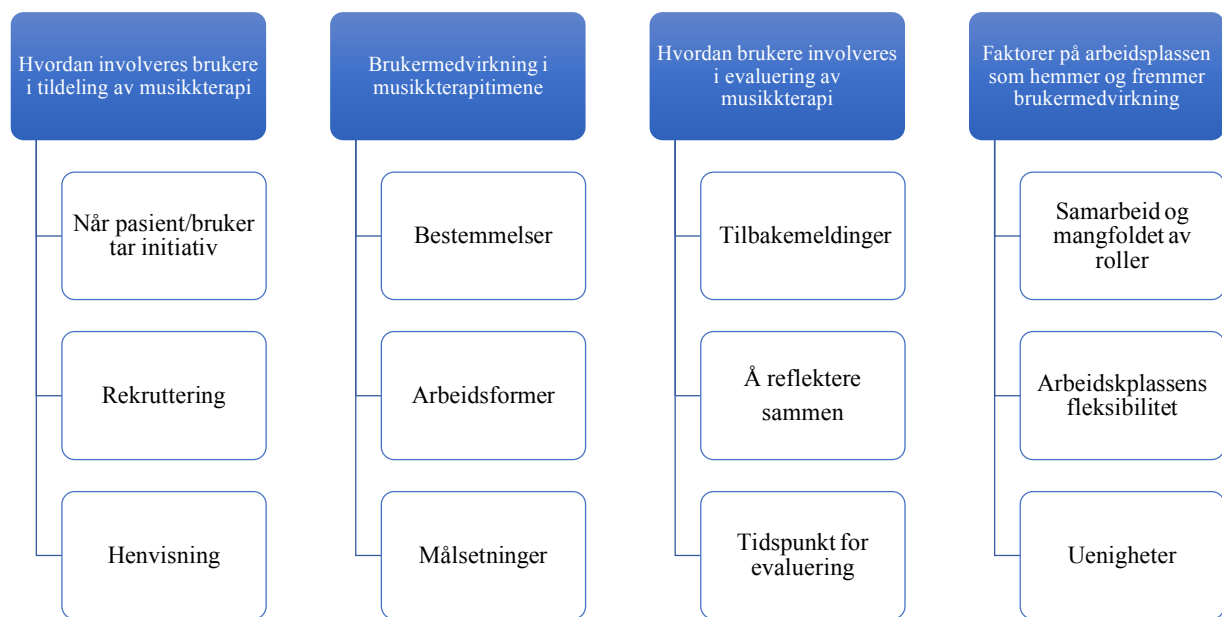 Hvordan involveres brukere
i tildeling av musikkterapi
Når pasient/bruker
tar initiativ
Rekruttering
Henvisning
Brukermedvirkning i
musikkterapitimene
Bestemmelser
Arbeidsformer
Målsetninger
Hvordan brukere involveres
i evaluering av
musikkterapi
Tilbakemeldinger
Å reflektere
sammen
Tidspunkt for
evaluering
Faktorer på arbeidsplassen
som hemmer og fremmer
brukermedvirkning
Samarbeid og
mangfoldet av
roller
Arbeidskplassens
fleksibilitet
Uenigheter